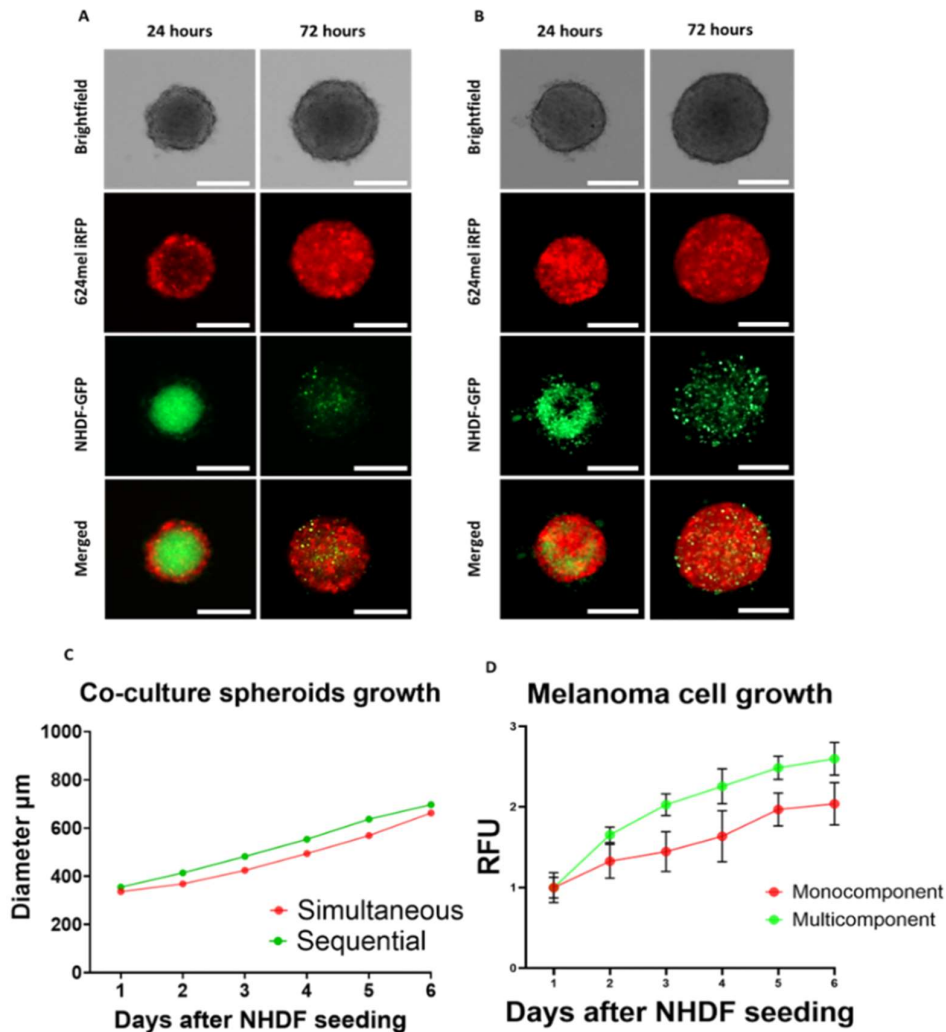 A
B
24 hours
72 hours
24 hours
72 hours
Brightfield
Brightfield
624mel iRFP
624mel iRFP
NHDF-GFP
NHDF-GFP
Merged
Merged
C
Co-culture spheroids growth
Diameter µm
1000
800
600
400
200
0
Simultaneous
Sequential
1 2 3 4 5 6
Days after NHDF seeding
D
Melanoma cell growth
RFU
3
2
1
0
Monocomponent
Multicomponent
1 2 3 4 5 6
Days after NHDF seeding